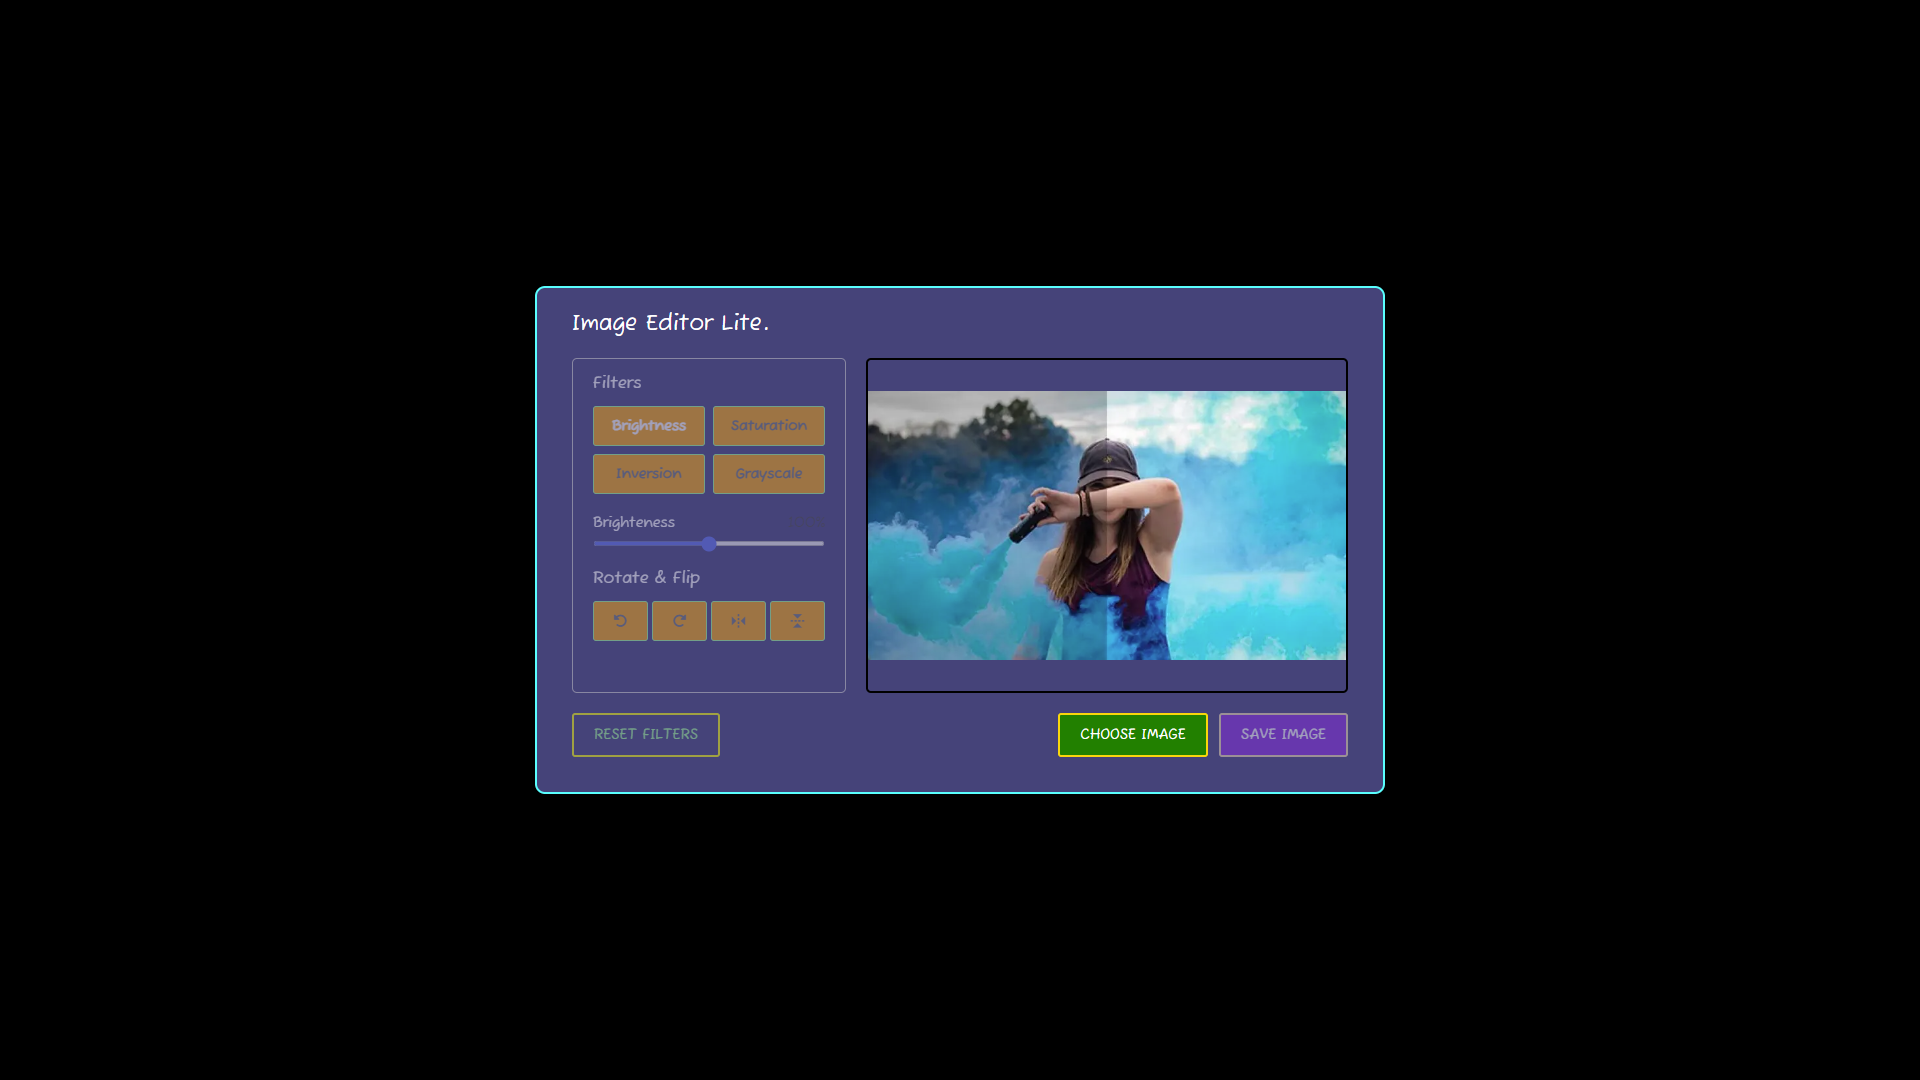 Image Editor Lite.
Filters
Brightness
Saturation
Inversion
Grayscale
Brighteness
Rotate & Flip
RESET FILTERS
CHOOSE IMAGE
SAVE IMAGE